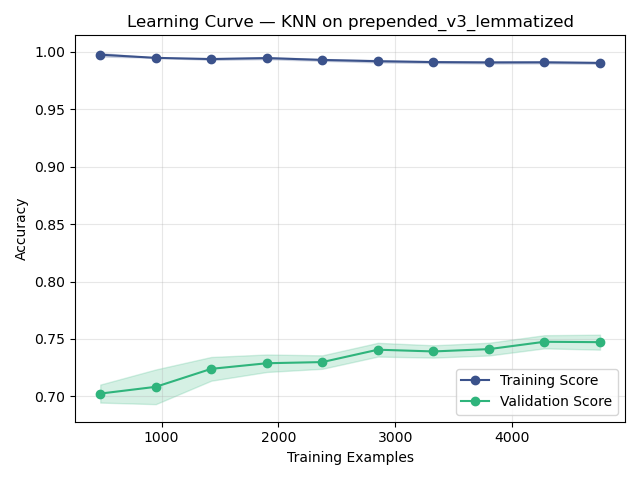 Learning Curve — KNN on prepended_v3_lemmatized
1.00
0.95
0.90
0.85
0.80
0.75
0.70
Accuracy
Training Score
Validation Score
1000
2000
3000
4000
Training Examples